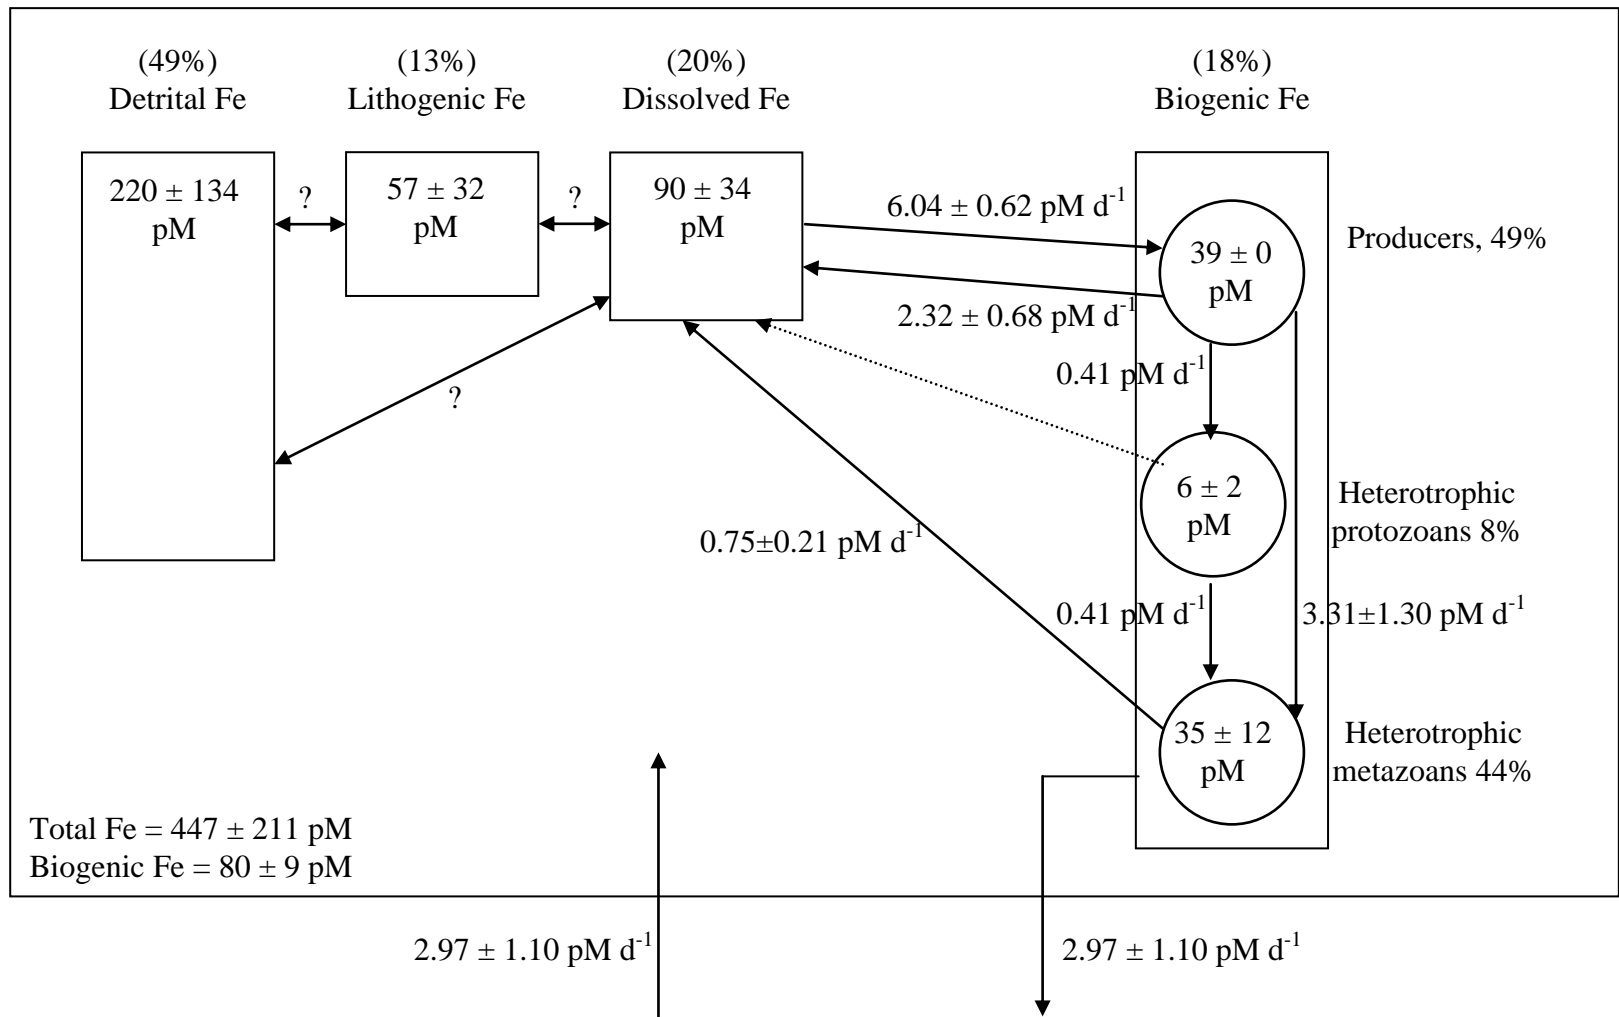 (49%)
Detrital Fe
(13%)
Lithogenic Fe
(20%)
Dissolved Fe
(18%)
Biogenic Fe
220 ± 134
pM
?
57 ± 32
pM
?
90 ± 34
pM
6.04 ± 0.62 pM d⁻¹
39 ± 0
pM
Producers, 49%
2.32 ± 0.68 pM d⁻¹
0.41 pM d⁻¹
?
6 ± 2
pM
Heterotrophic
protozoans 8%
0.75±0.21 pM d⁻¹
0.41 pM d⁻¹
3.31±1.30 pM d⁻¹
35 ± 12
pM
Heterotrophic
metazoans 44%
Total Fe = 447 ± 211 pM
Biogenic Fe = 80 ± 9 pM
2.97 ± 1.10 pM d⁻¹
2.97 ± 1.10 pM d⁻¹